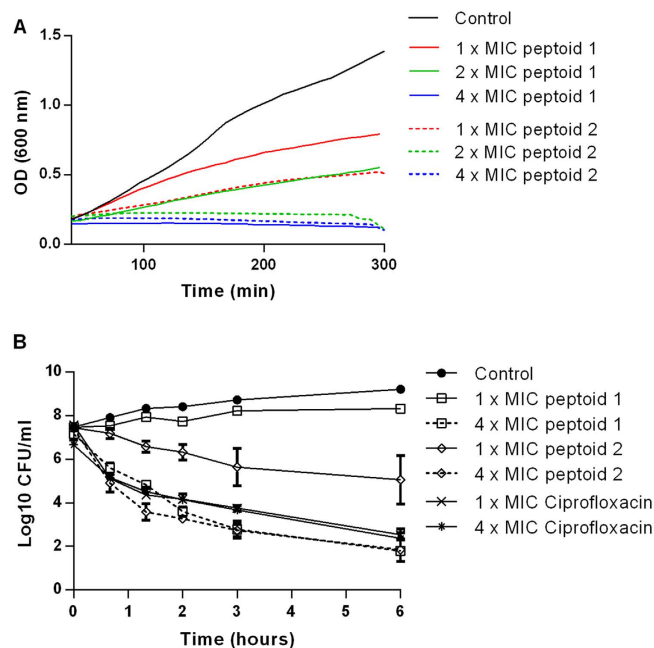 A
OD (600 nm)
1.5
1.0
0.5
0.0
100
200
300
Time (min)
Control
1 x MIC peptoid 1
2 x MIC peptoid 1
4 x MIC peptoid 1
1 x MIC peptoid 2
2 x MIC peptoid 2
4 x MIC peptoid 2
B
Log10 CFU/ml
10
8
6
4
2
0
0
1
2
3
6
Time (hours)
Control
1 x MIC peptoid 1
4 x MIC peptoid 1
1 x MIC peptoid 2
4 x MIC peptoid 2
1 x MIC Ciprofloxacin
4 x MIC Ciprofloxacin